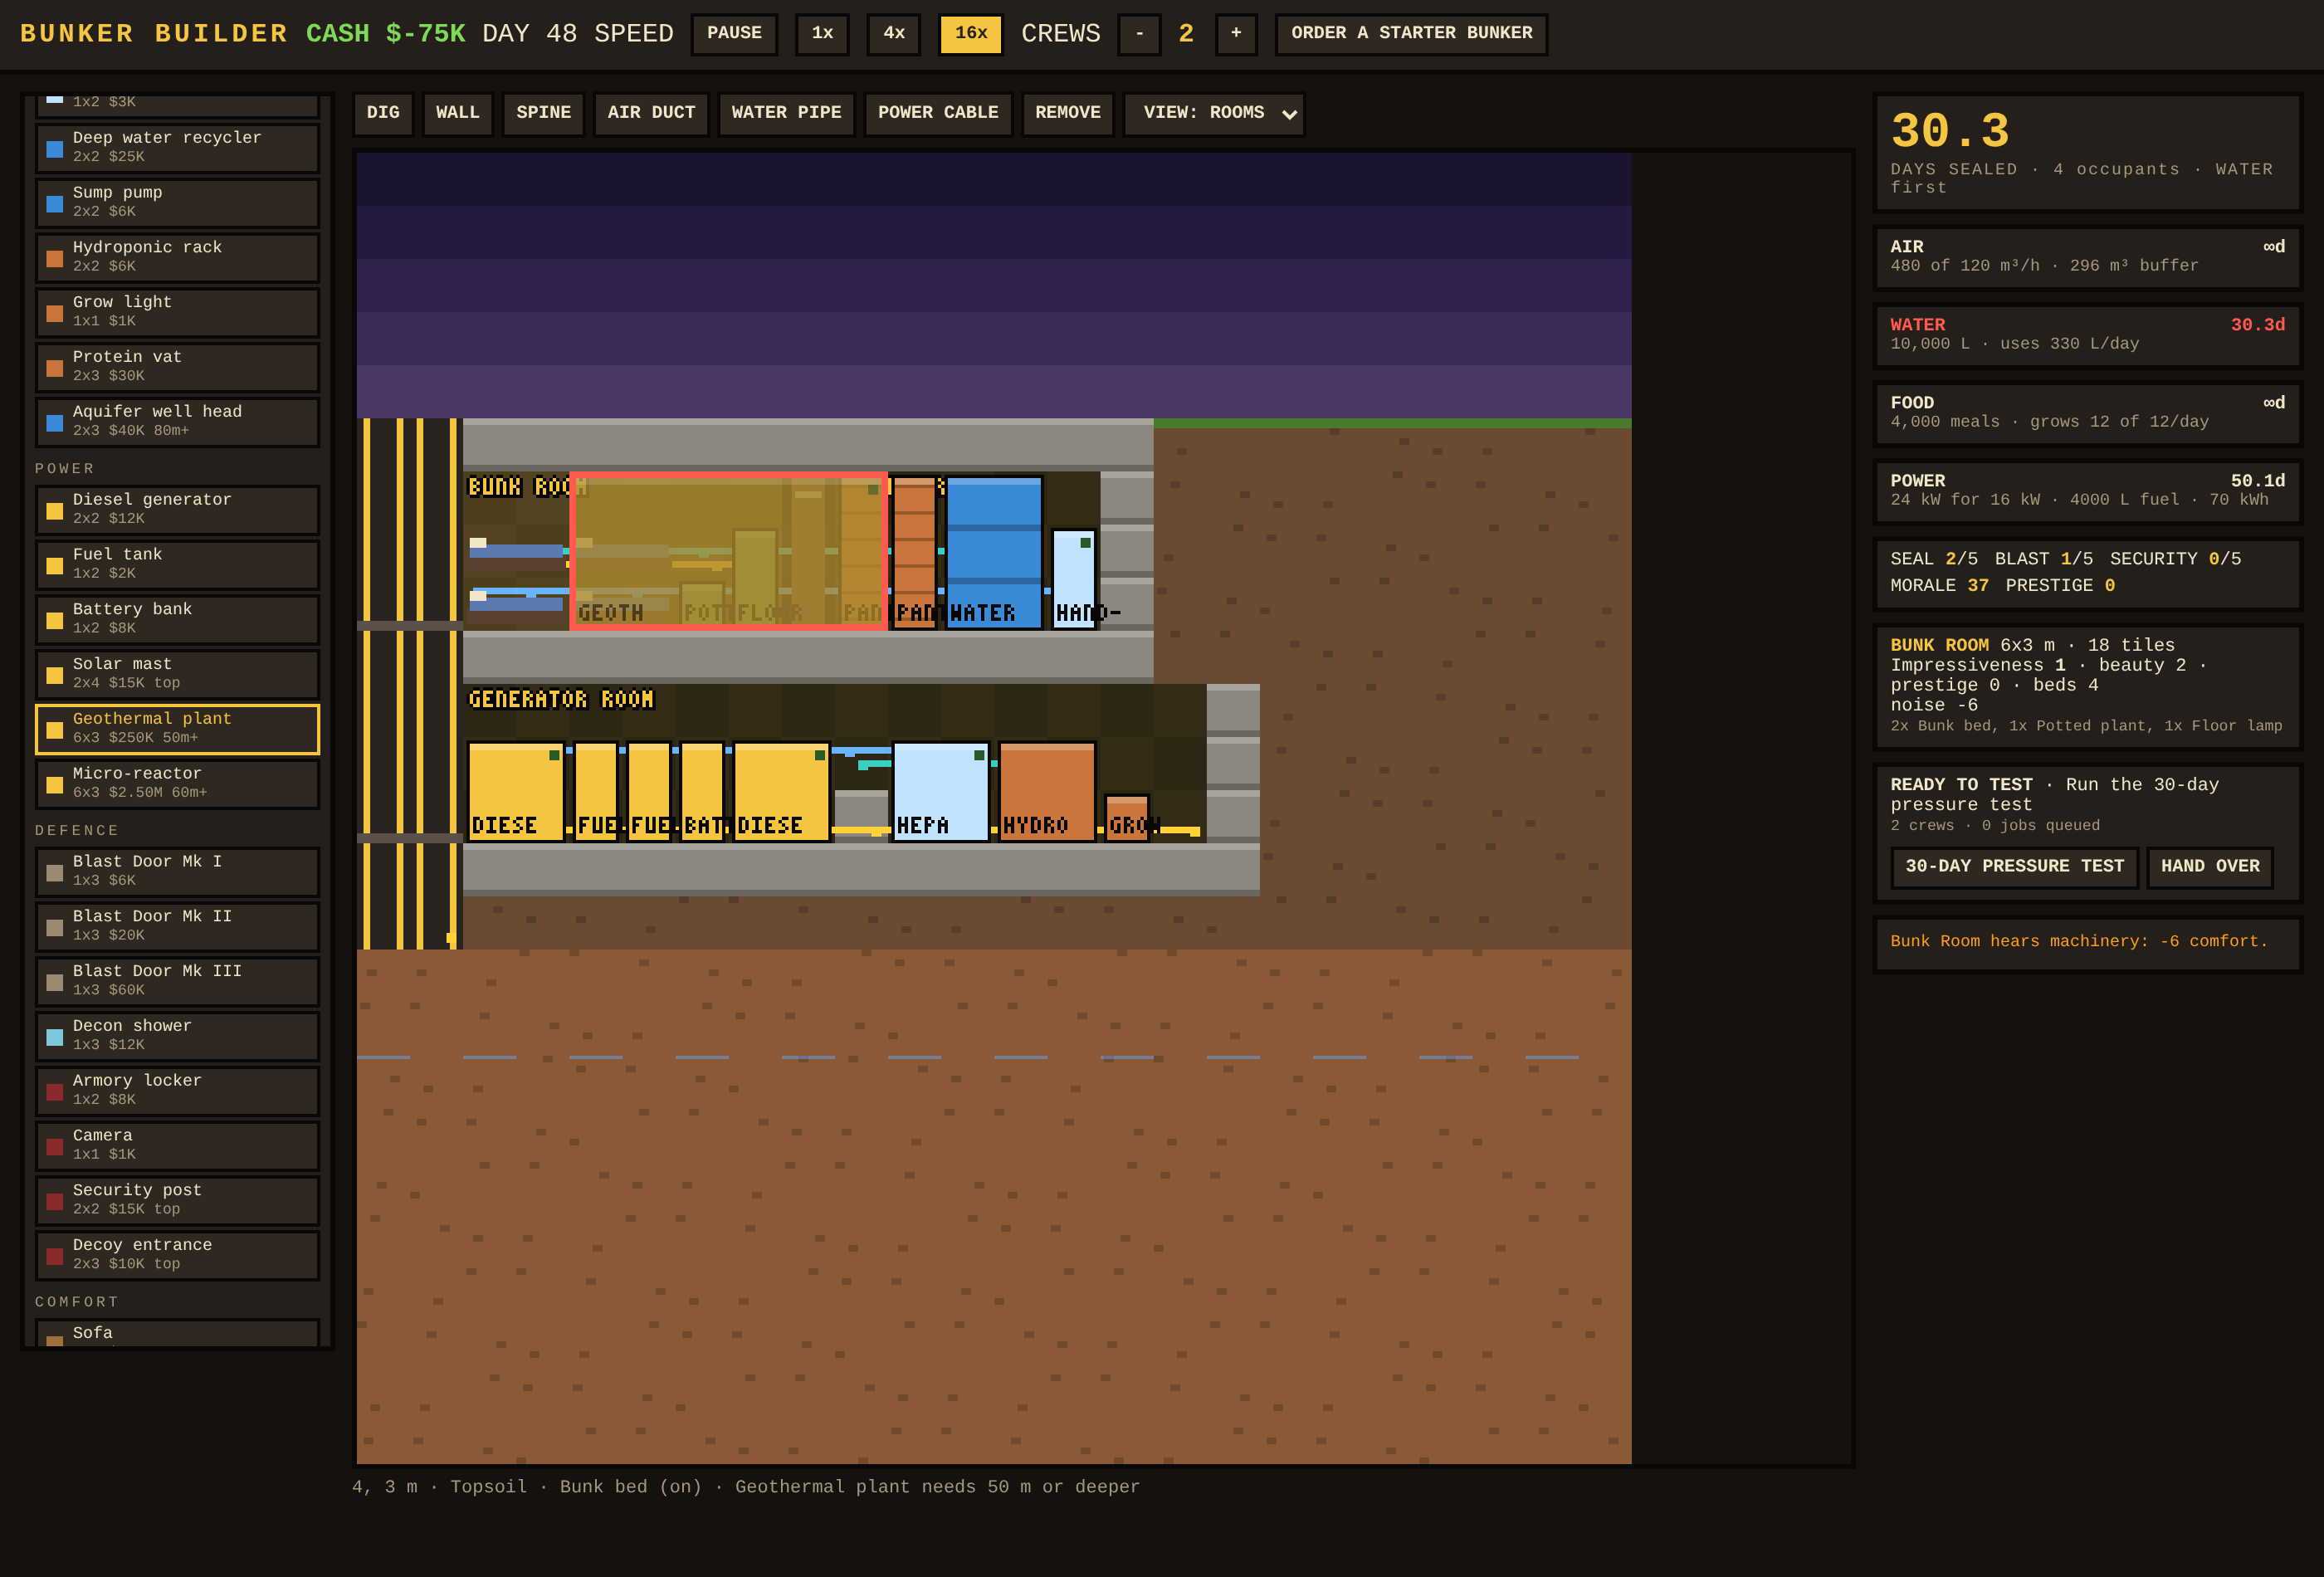 BUNKER BUILDER CASH $-75K DAY 48 SPEED PAUSE 1x 4x 16x CREWS - 2 + ORDER A STARTER BUNKER
1x2 $3K
Deep water recycler
2x2 $25K
Sump pump
2x2 $6K
Hydroponic rack
2x2 $6K
Grow light
1x1 $1K
Protein vat
2x3 $30K
Aquifer well head
2x3 $40K 80m+
POWER
Diesel generator
2x2 $12K
Fuel tank
1x2 $2K
Battery bank
1x2 $8K
Solar mast
2x4 $15K top
Geothermal plant
6x3 $250K 50m+
Micro-reactor
6x3 $2.50M 60m+
DEFENCE
Blast Door Mk I
1x3 $6K
Blast Door Mk II
1x3 $20K
Blast Door Mk III
1x3 $60K
Decon shower
1x3 $12K
Armory locker
1x2 $8K
Camera
1x1 $1K
Security post
2x2 $15K top
Decoy entrance
2x3 $10K top
COMFORT
Sofa
DIG WALL SPINE AIR DUCT WATER PIPE POWER CABLE REMOVE VIEW: ROOMS
BUNK ROOM
GEOTH WATER HAND-
GENERATOR ROOM
DIESE FUE FUE BAT DIESE HEPA HYDRO GROW
4, 3 m · Topsoil · Bunk bed (on) · Geothermal plant needs 50 m or deeper
30.3
DAYS SEALED · 4 occupants · WATER
first
AIR ∞d
480 of 120 m³/h · 296 m³ buffer
WATER 30.3d
10,000 L · uses 330 L/day
FOOD ∞d
4,000 meals · grows 12 of 12/day
POWER 50.1d
24 kW for 16 kW · 4000 L fuel · 70 kWh
SEAL 2/5 BLAST 1/5 SECURITY 0/5
MORALE 37 PRESTIGE 0
BUNK ROOM 6x3 m · 18 tiles
Impressiveness 1 · beauty 2 ·
prestige 0 · beds 4
noise -6
2x Bunk bed, 1x Potted plant, 1x Floor lamp
READY TO TEST · Run the 30-day
pressure test
2 crews · 0 jobs queued
30-DAY PRESSURE TEST HAND OVER
Bunk Room hears machinery: -6 comfort.